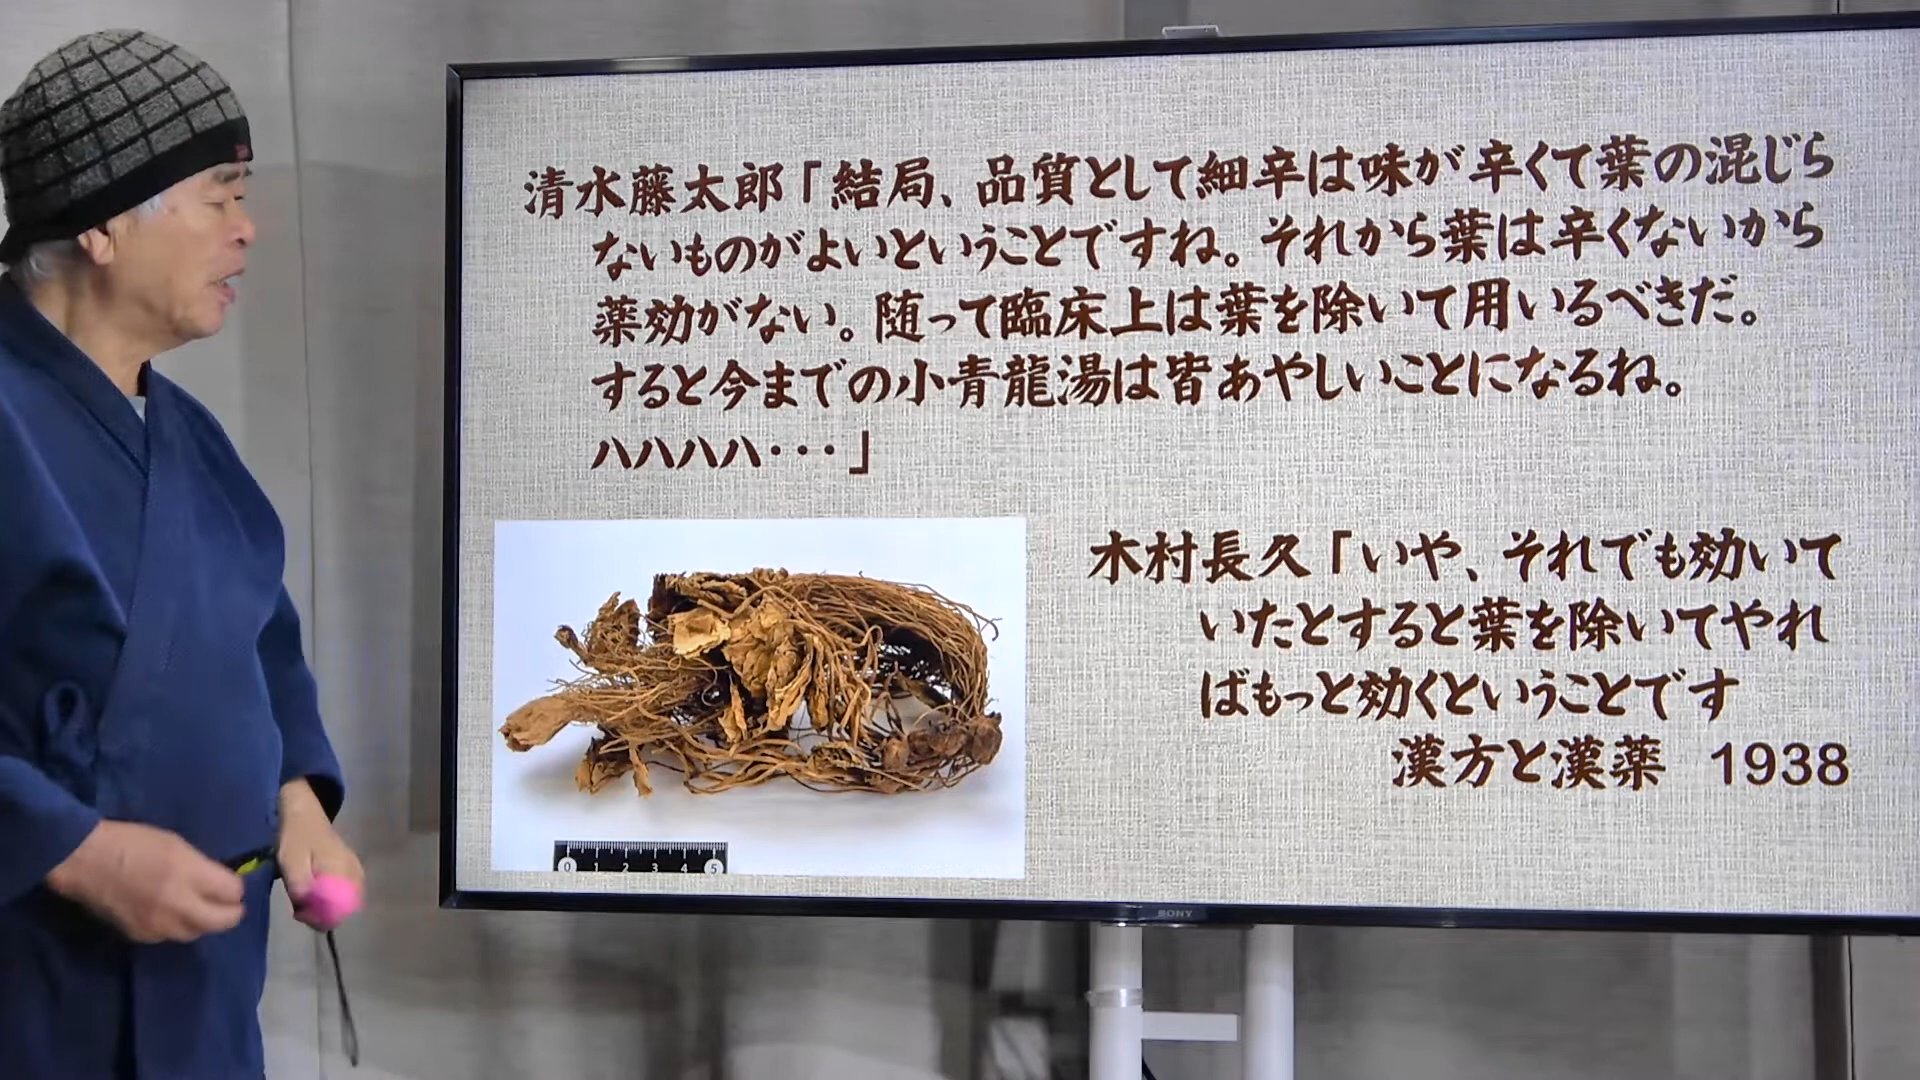 清水藤太郎「結局、品質として細辛は味が辛くて葉の混じら
ないものがよいということですね。それから葉は辛くないから
薬効がない。随って臨床上は葉を除いて用いるべきだ。
すると今までの小青龍湯は皆あやしいことになるね。
ハハハハ・・・」
木村長久「いや、それでも効いて
いたとすると葉を除いてやれ
ばもっと効くということです
漢方と漢薬 1938
0 1 2 3 4 5
SONY